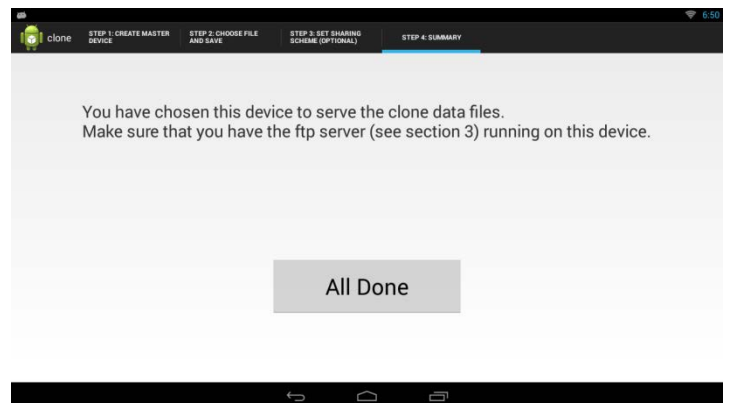 6:50
clone
STEP 1: CREATE MASTER
DEVICE
STEP 2: CHOOSE FILE
AND SAVE
STEP 3: SET SHARING
SCHEME (OPTIONAL)
STEP 4: SUMMARY
You have chosen this device to serve the clone data files.
Make sure that you have the ftp server (see section 3) running on this device.
All Done